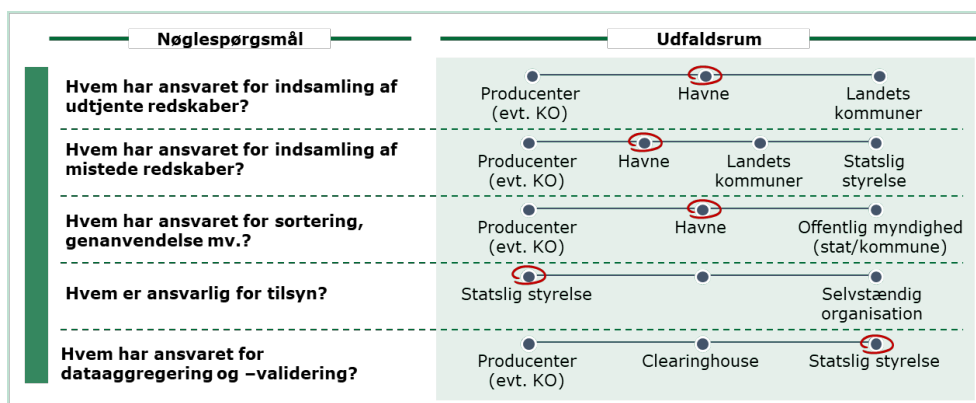 Nøglespørgsmål
Udfaldsrum
Hvem har ansvaret for indsamling af
udtjente redskaber?
Producenter
(evt. KO)
Havne
Landets
kommuner
Hvem har ansvaret for indsamling af
mistede redskaber?
Producenter
(evt. KO)
Havne
Landets
kommuner
Statslig
styrelse
Hvem har ansvaret for sortering,
genanvendelse mv.?
Producenter
(evt. KO)
Havne
Offentlig myndighed
(stat/kommune)
Hvem er ansvarlig for tilsyn?
Statslig styrelse
Selvstændig
organisation
Hvem har ansvaret for
dataaggregering og –validering?
Producenter
(evt. KO)
Clearinghouse
Statslig styrelse